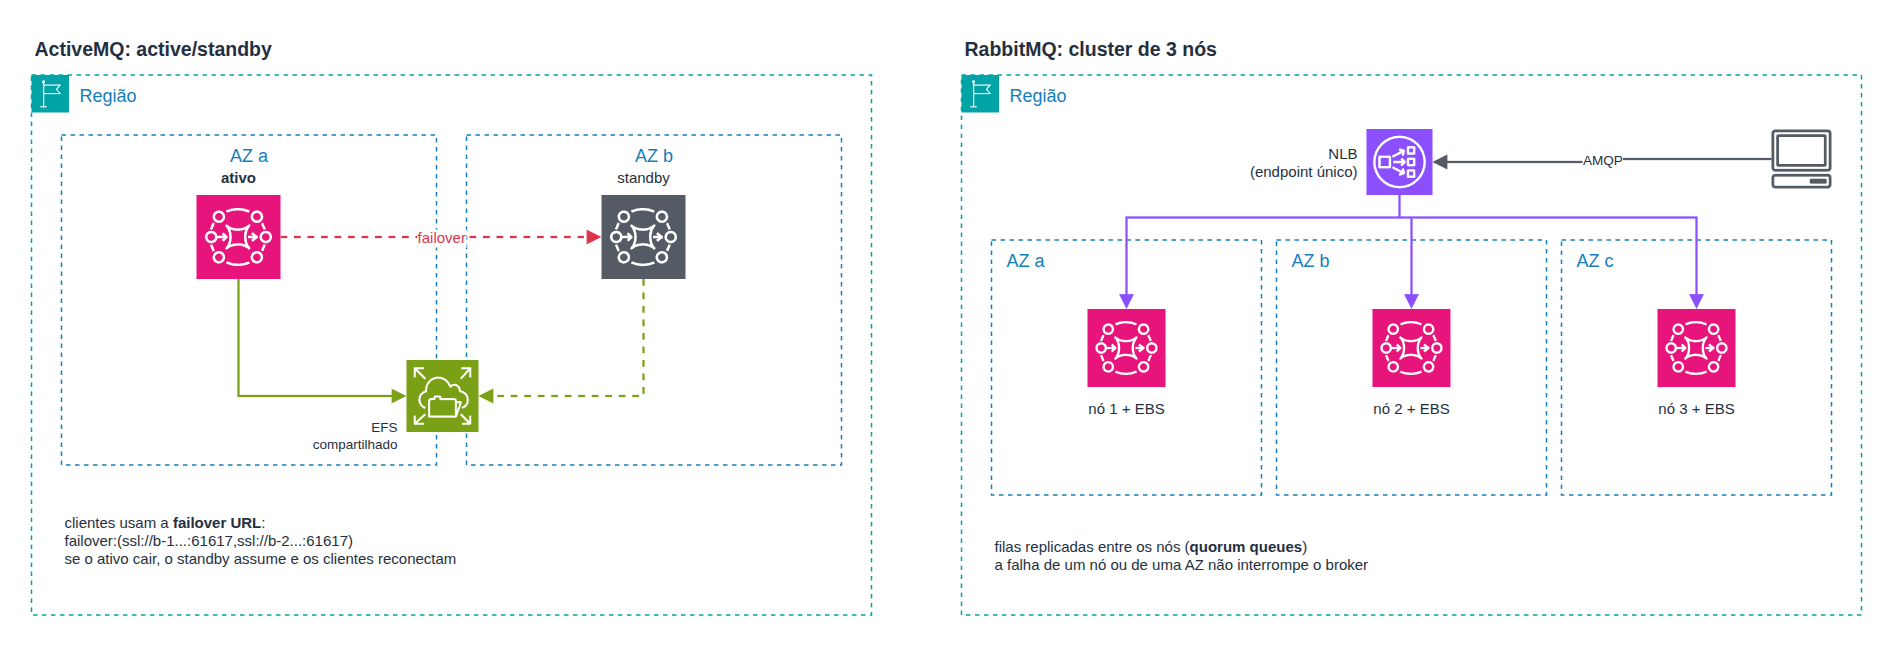 ActiveMQ: active/standby
Região
AZ a
ativo
AZ b
standby
failover
EFS
compartilhado
clientes usam a failover URL:
failover:(ssl://b-1...:61617,ssl://b-2...:61617)
se o ativo cair, o standby assume e os clientes reconectam
RabbitMQ: cluster de 3 nós
Região
NLB
(endpoint único)
AMQP
AZ a
AZ b
AZ c
nó 1 + EBS
nó 2 + EBS
nó 3 + EBS
filas replicadas entre os nós (quorum queues)
a falha de um nó ou de uma AZ não interrompe o broker